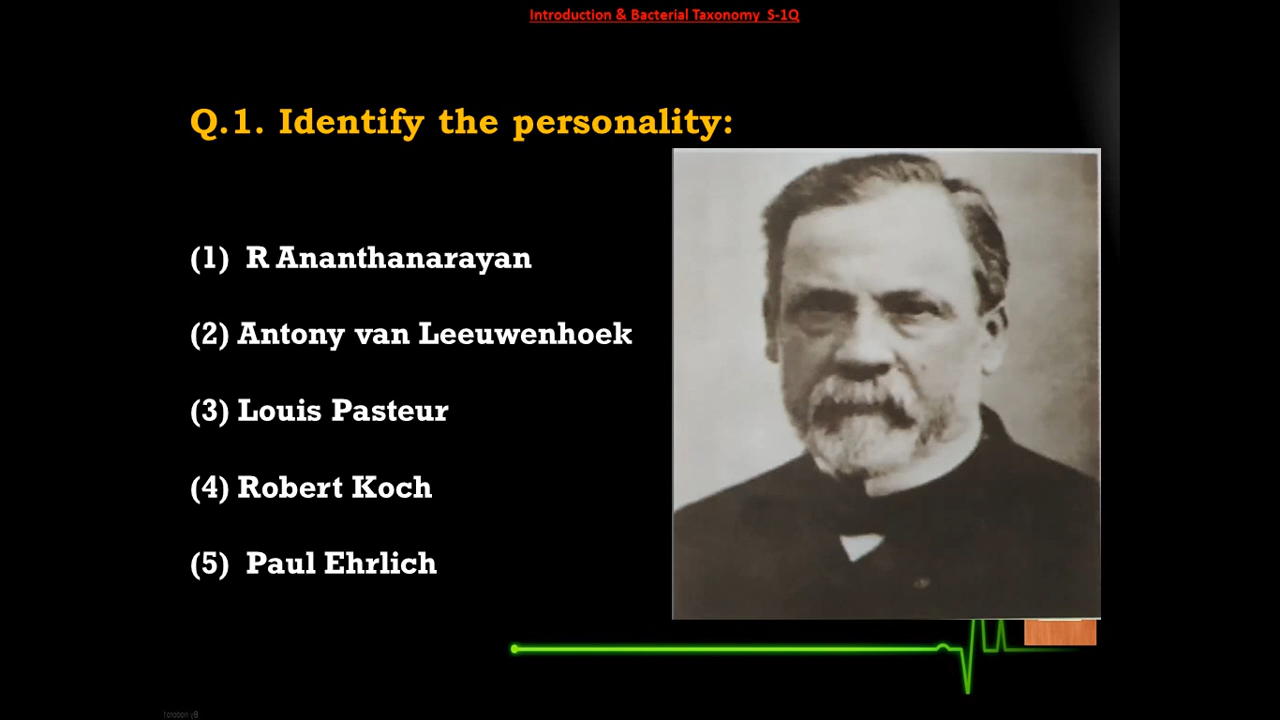 Introduction & Bacterial Taxonomy S-1Q
Q.1. Identify the personality:
(1) R Ananthanarayan
(2) Antony van Leeuwenhoek
(3) Louis Pasteur
(4) Robert Koch
(5) Paul Ehrlich